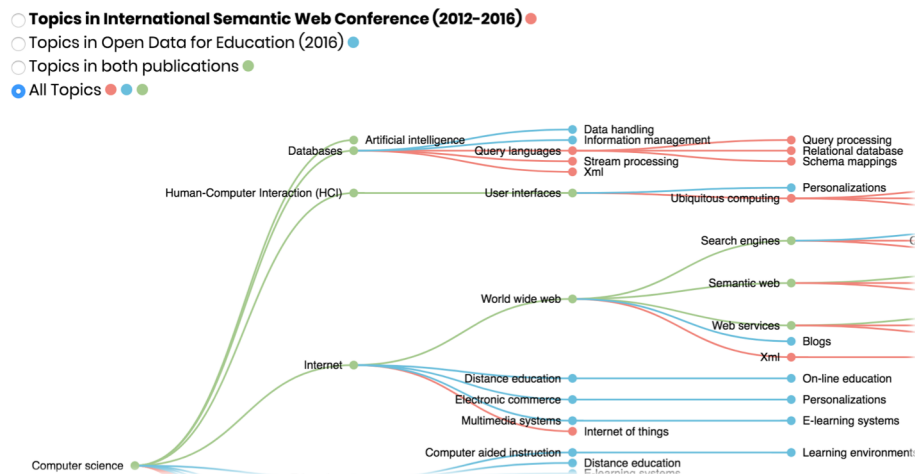 Topics in International Semantic Web Conference (2012-2016)
Topics in Open Data for Education (2016)
Topics in both publications
All Topics
Data handling
Artificial intelligence
Information management
Query processing
Databases
Query languages
Relational database
Stream processing
Schema mappings
Xml
Human-Computer Interaction (HCI)
User interfaces
Personalizations
Ubiquitous computing
Search engines
Semantic web
World wide web
Web services
Blogs
Xml
Internet
Distance education
On-line education
Electronic commerce
Personalizations
Multimedia systems
E-learning systems
Internet of things
Computer aided instruction
Learning environment
Computer science
Distance education
E-learning systems